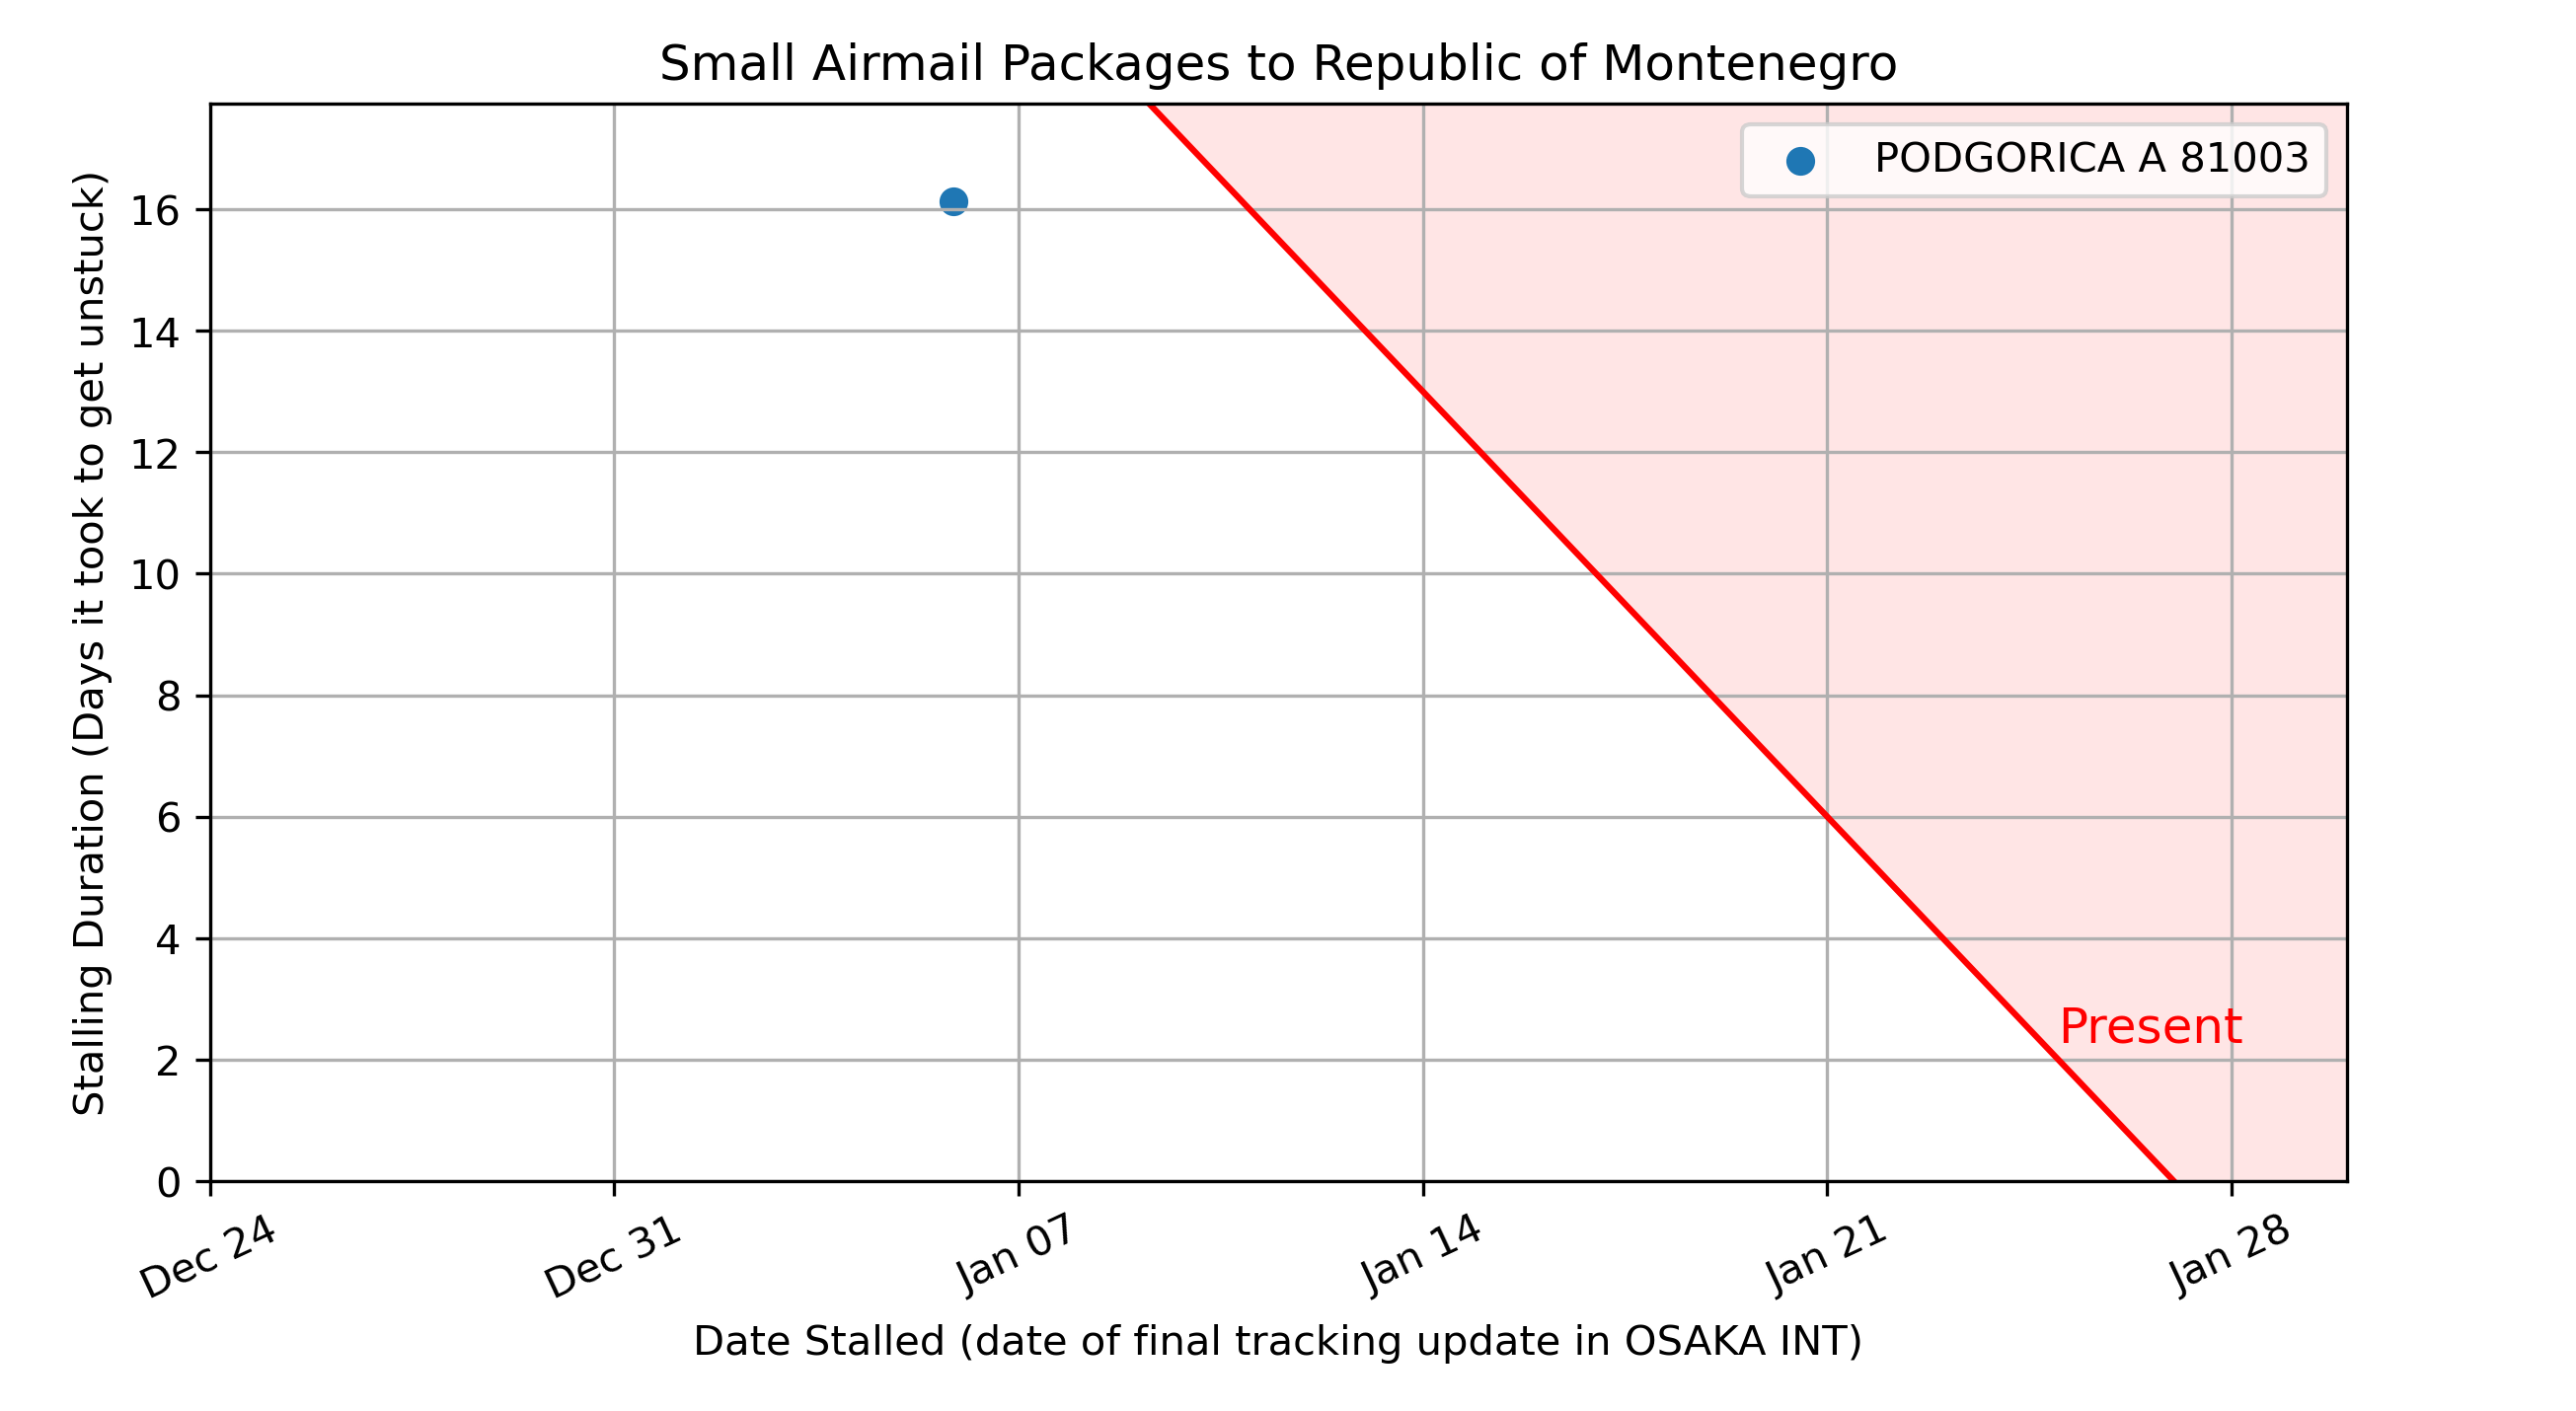 Small Airmail Packages to Republic of Montenegro
PODGORICA A 81003
Stalling Duration (Days it took to get unstuck)
16
14
12
10
8
6
4
2
0
Present
Dec 24
Dec 31
Jan 07
Jan 14
Jan 21
Jan 28
Date Stalled (date of final tracking update in OSAKA INT)